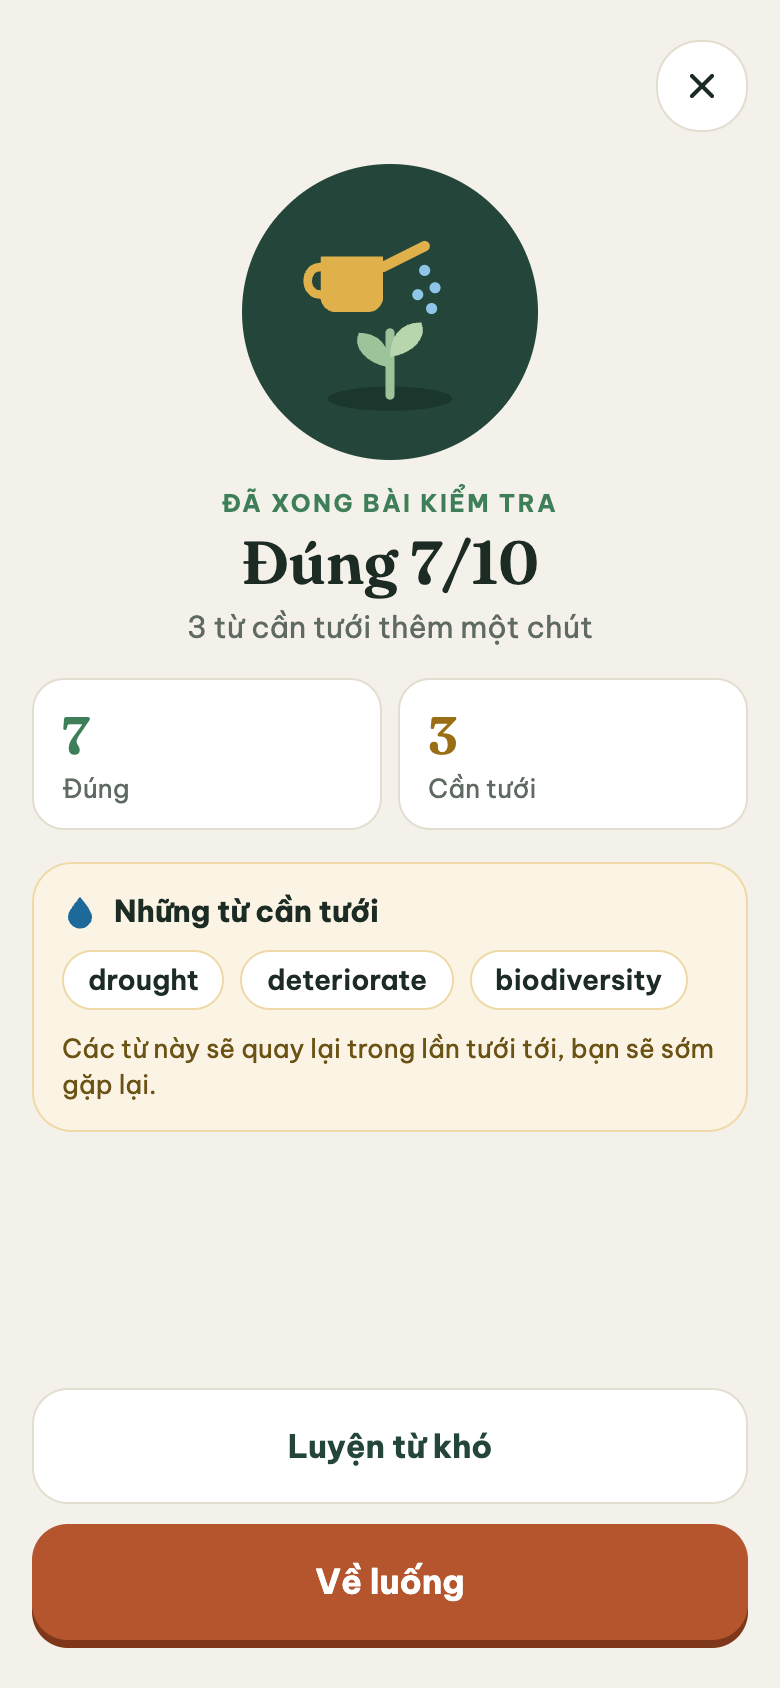 ĐÃ XONG BÀI KIỂM TRA
Đúng 7/10
3 từ cần tưới thêm một chút
7
Đúng
3
Cần tưới
Những từ cần tưới
drought
deteriorate
biodiversity
Các từ này sẽ quay lại trong lần tưới tới, bạn sẽ sớm
gặp lại.
Luyện từ khó
Về luống